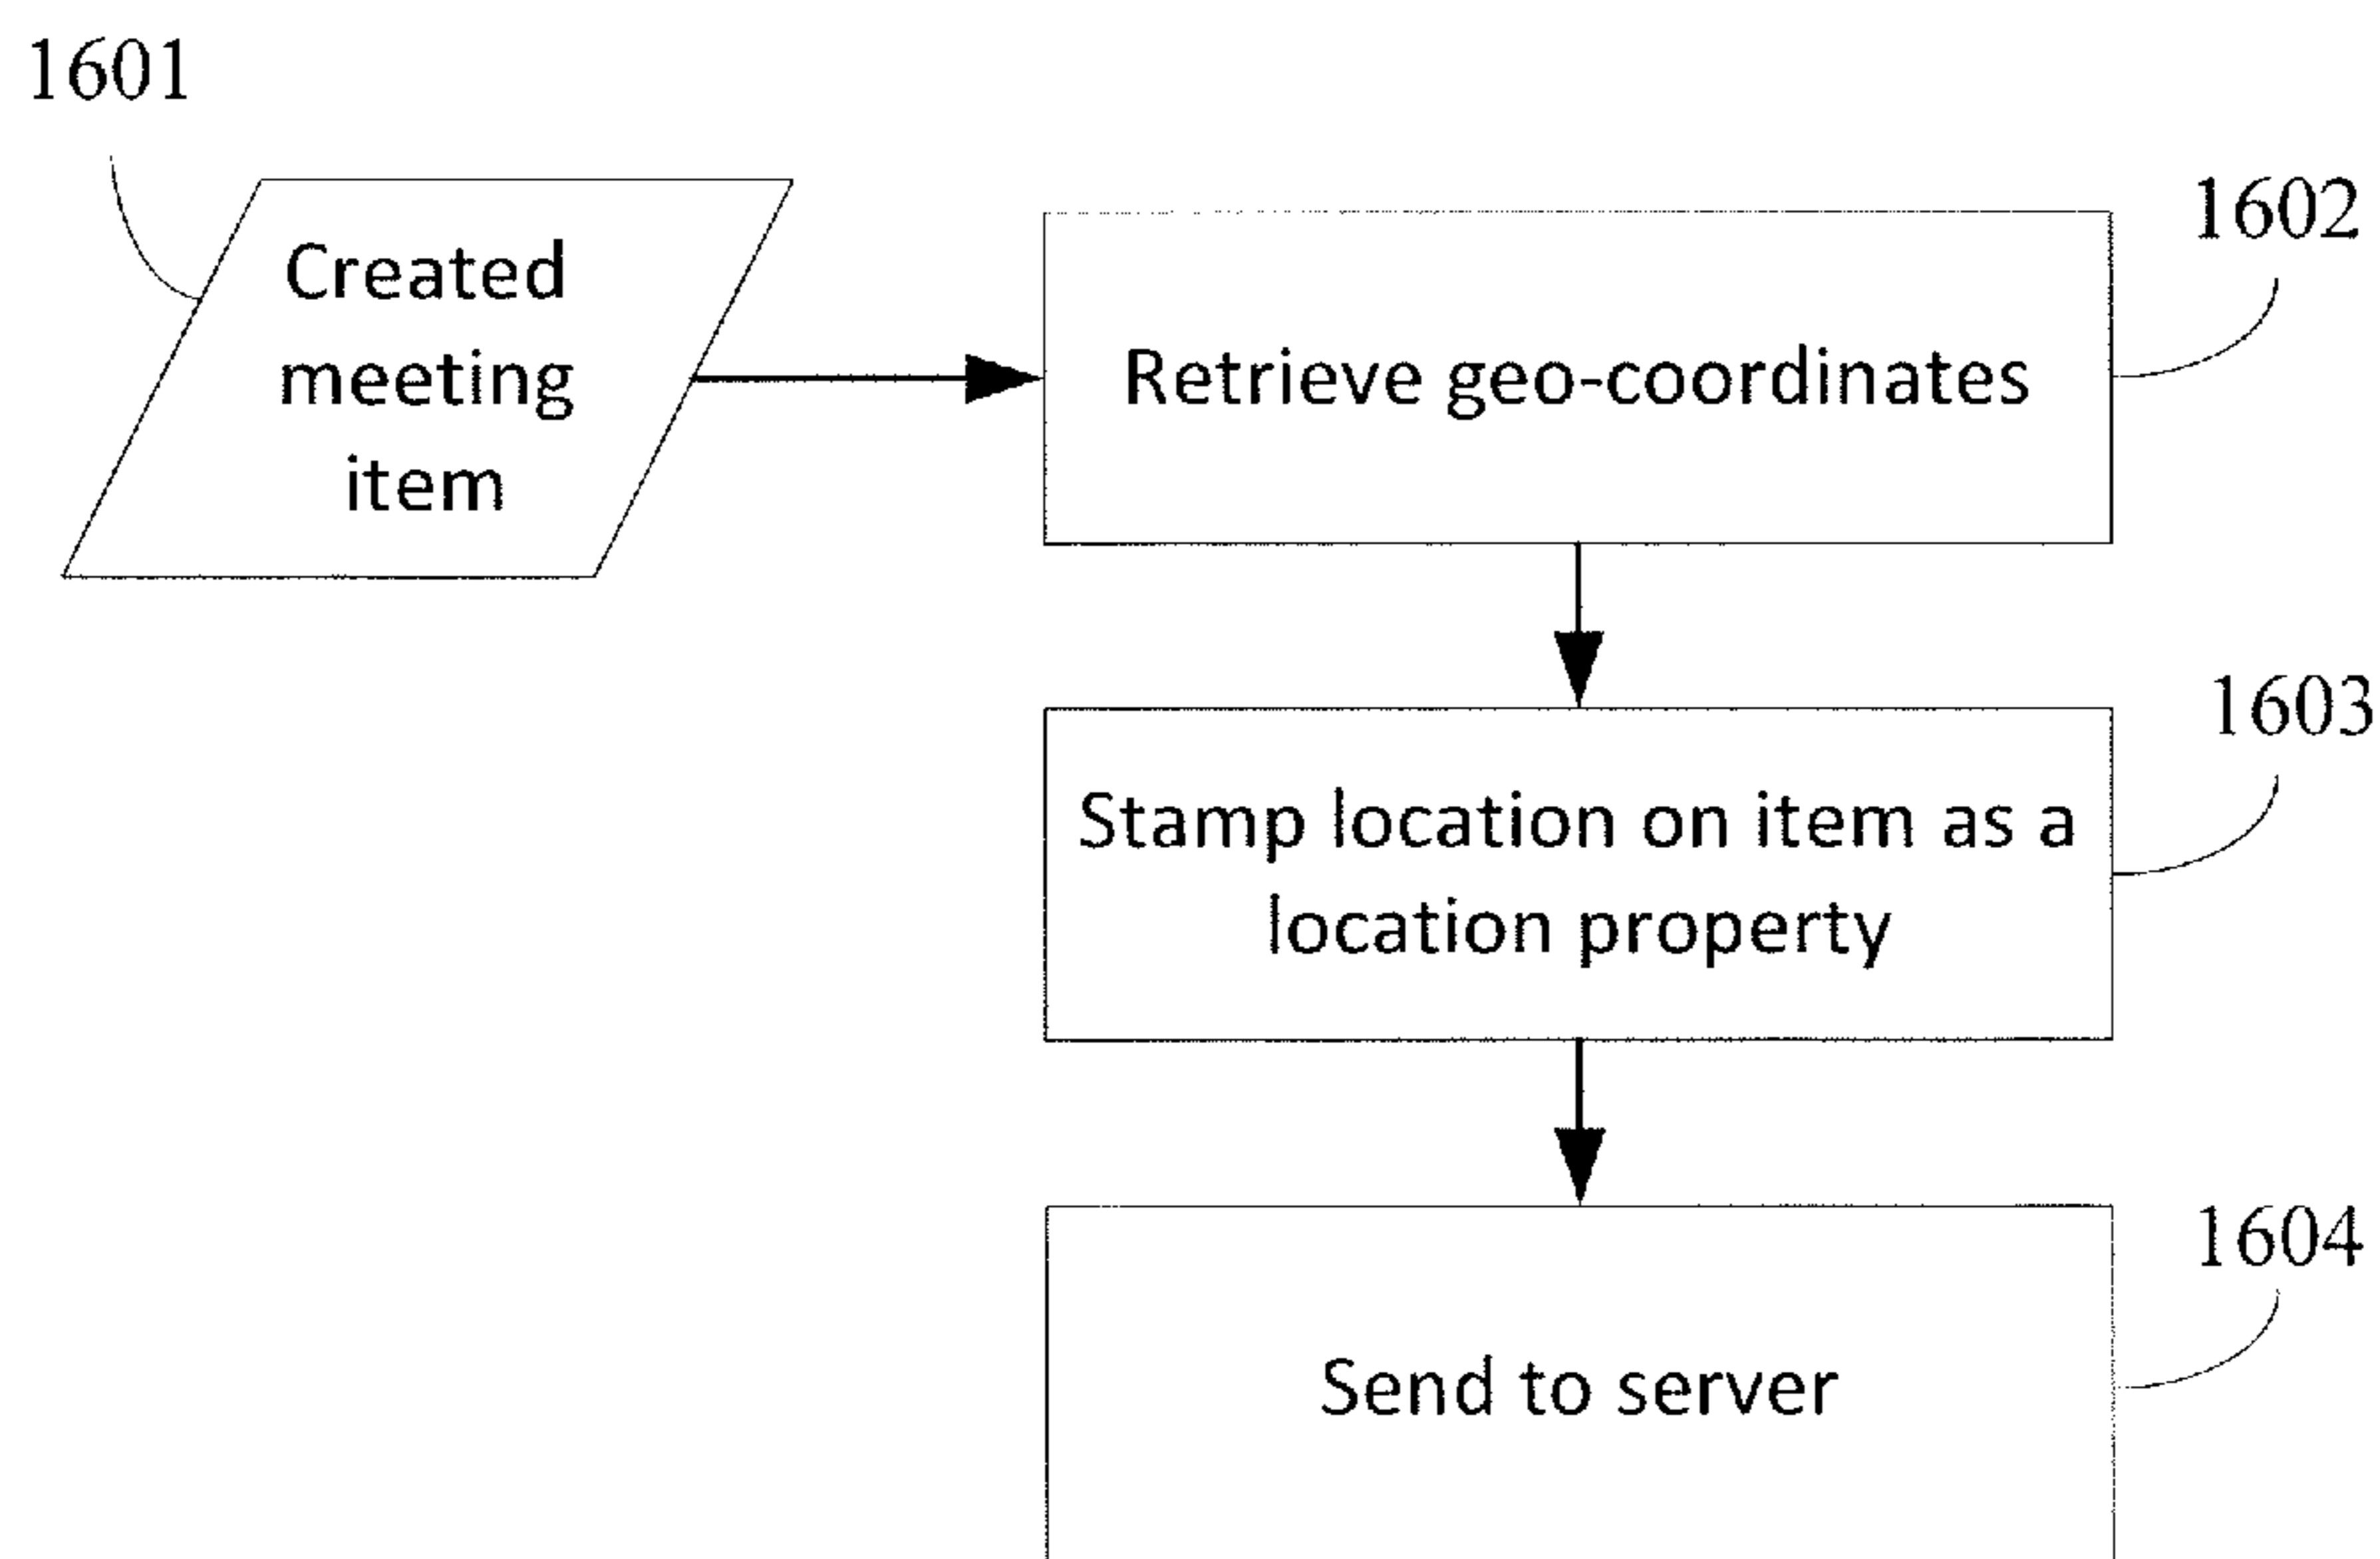 1601
Created
meeting
item
1602
Retrieve geo-coordinates
1603
Stamp location on item as a
location property
1604
Send to server